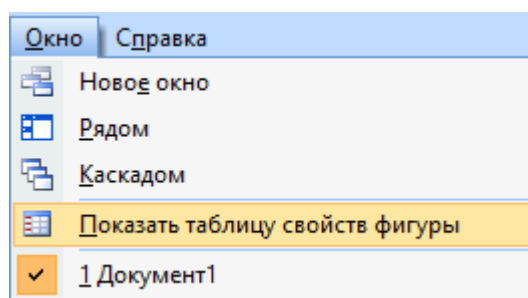 Окно Справка
Новое окно
Рядом
Каскадом
Показать таблицу свойств фигуры
1 Документ1